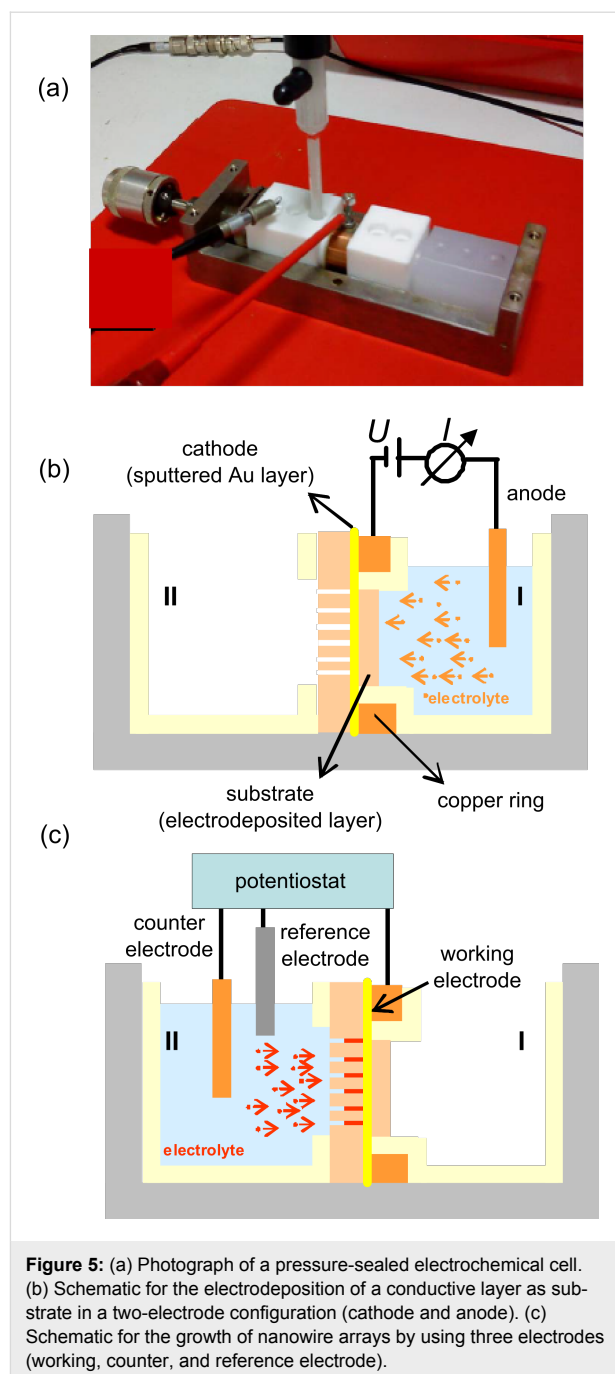 (a)
(b)
cathode
(sputtered Au layer)
U
I
anode
II
I
electrolyte
substrate
(electrodeposited layer)
copper ring
(c)
potentiostat
counter
electrode
reference
electrode
working
electrode
II
I
electrolyte
Figure 5: (a) Photograph of a pressure-sealed electrochemical cell.
(b) Schematic for the electrodeposition of a conductive layer as sub-
strate in a two-electrode configuration (cathode and anode). (c)
Schematic for the growth of nanowire arrays by using three electrodes
(working, counter, and reference electrode).